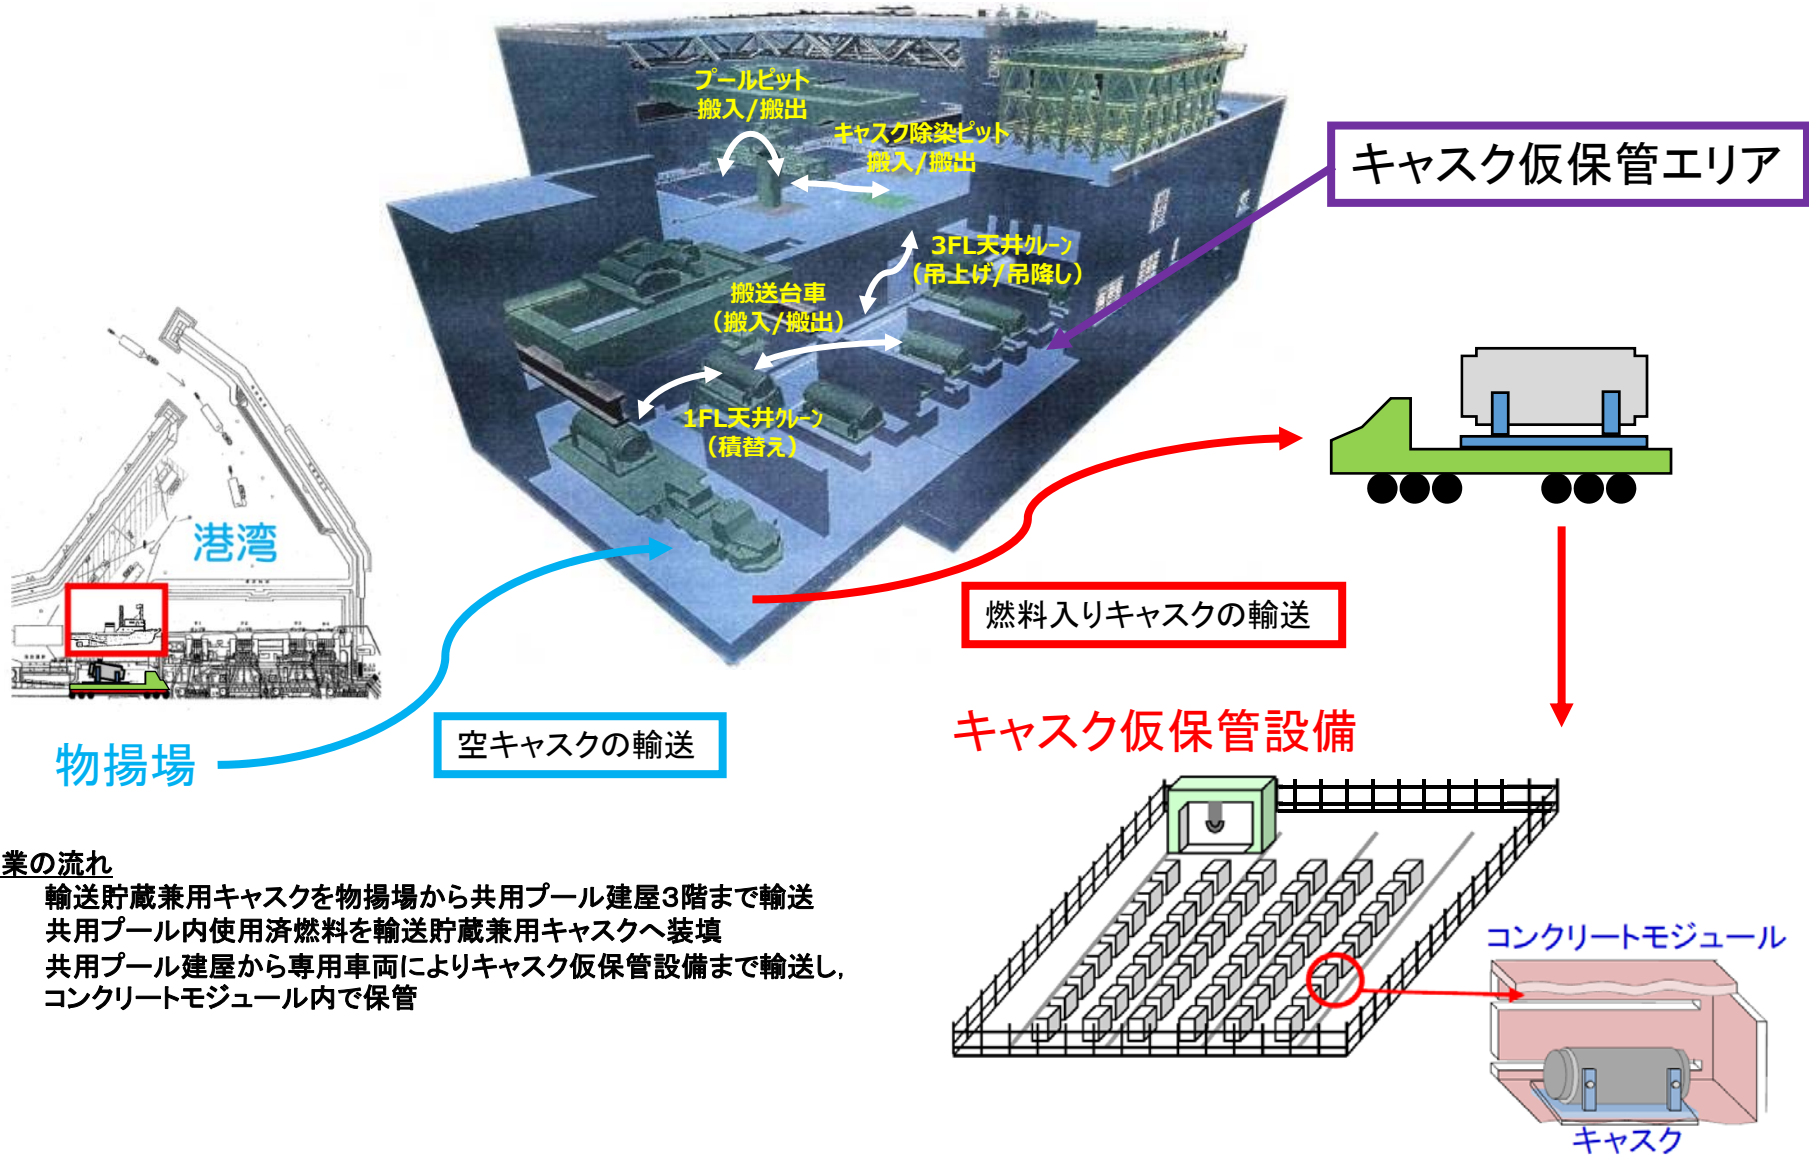 プールピット
搬入/搬出
キャスク除染ピット
搬入/搬出
キャスク仮保管エリア
3FL天井クレーン
(吊上げ/吊降し)
搬送台車
(搬入/搬出)
1FL天井クレーン
(積替え)
港湾
燃料入りキャスクの輸送
物揚場
空キャスクの輸送
キャスク仮保管設備
業の流れ
輸送貯蔵兼用キャスクを物揚場から共用プール建屋3階まで輸送
共用プール内使用済燃料を輸送貯蔵兼用キャスクへ装填
共用プール建屋から専用車両によりキャスク仮保管設備まで輸送し,
コンクリートモジュール内で保管
コンクリートモジュール
キャスク